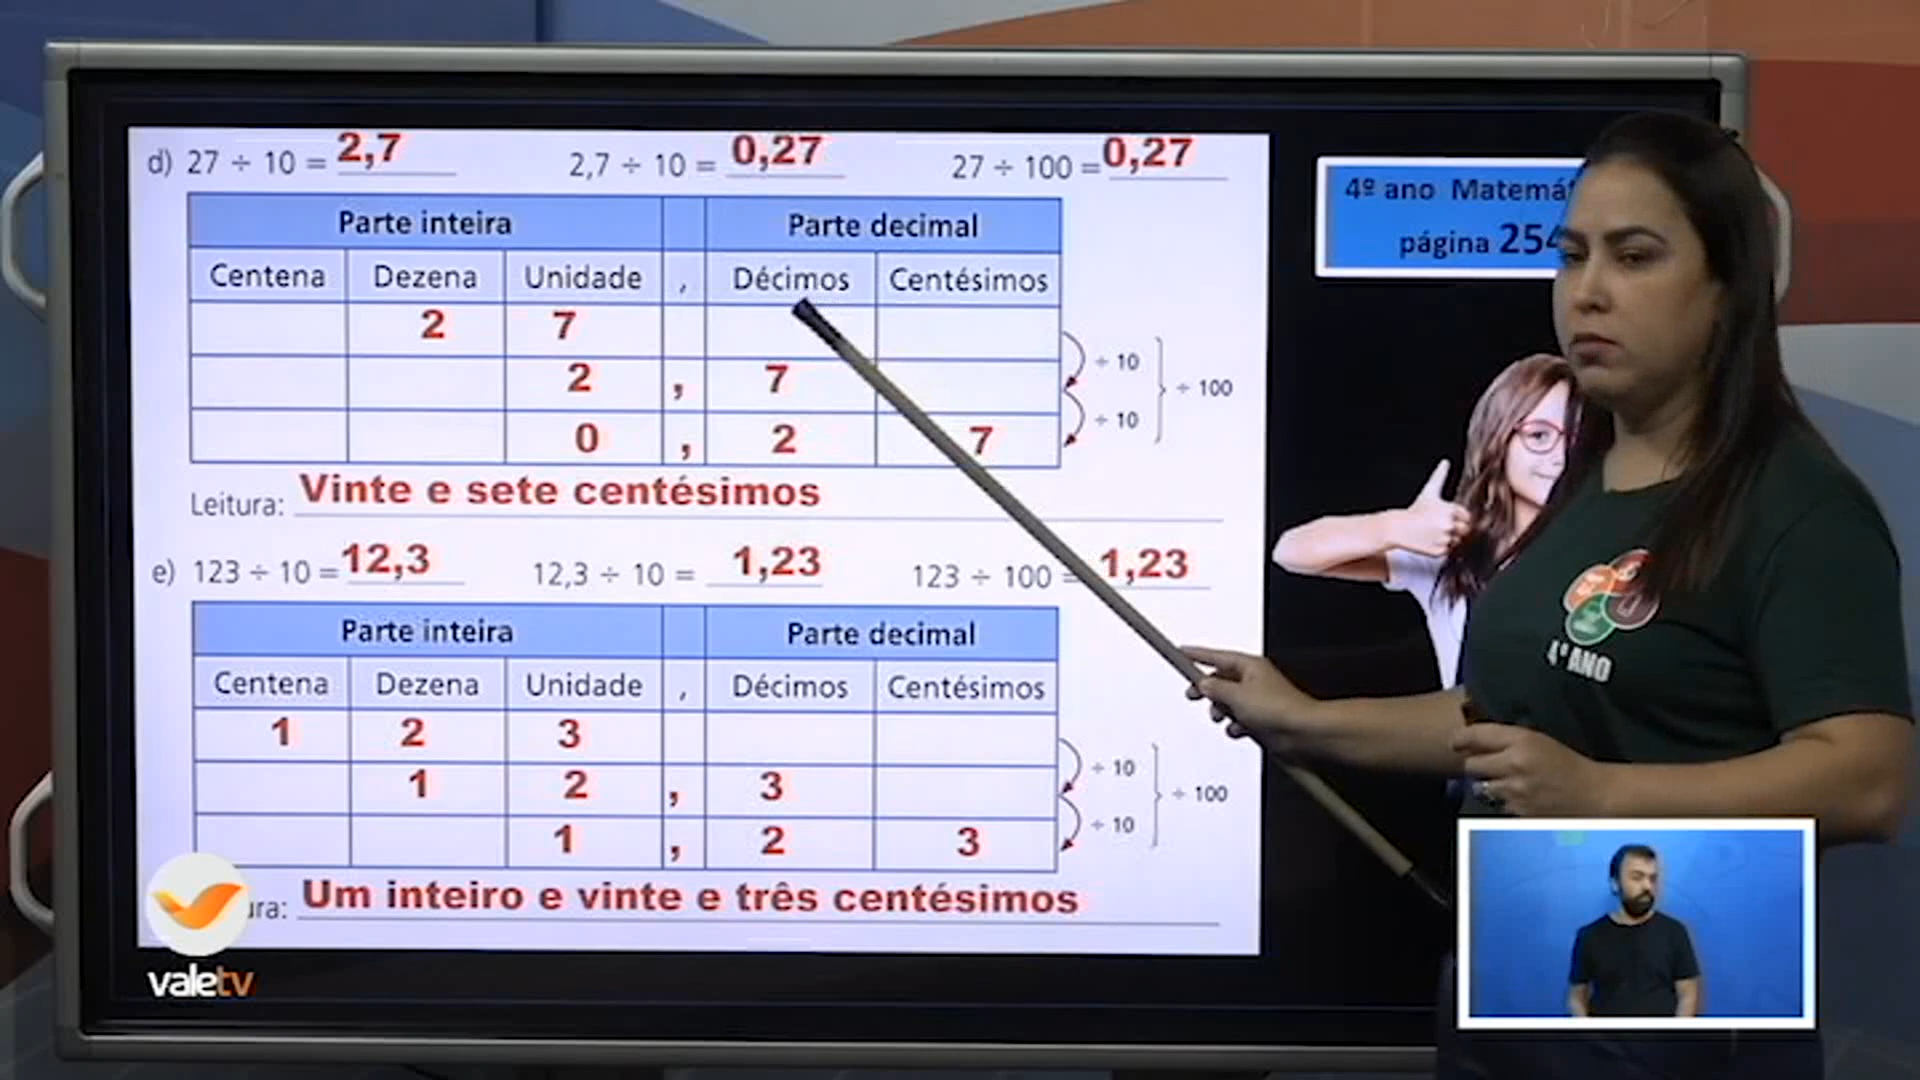 d) 27 ÷ 10 = 2,7 2,7 ÷ 10 = 0,27 27 ÷ 100 = 0,27
Parte inteira Parte decimal
Centena Dezena Unidade , Décimos Centésimos
2 7
2 , 7
0 , 2 7
÷ 10
÷ 10
÷ 100
Leitura: Vinte e sete centésimos
e) 123 ÷ 10 = 12,3 12,3 ÷ 10 = 1,23 123 ÷ 100 = 1,23
Parte inteira Parte decimal
Centena Dezena Unidade , Décimos Centésimos
1 2 3
1 2 , 3
1 , 2 3
÷ 10
÷ 10
÷ 100
ura: Um inteiro e vinte e três centésimos
4º ano Matemá
página 254
4º ANO
valetv